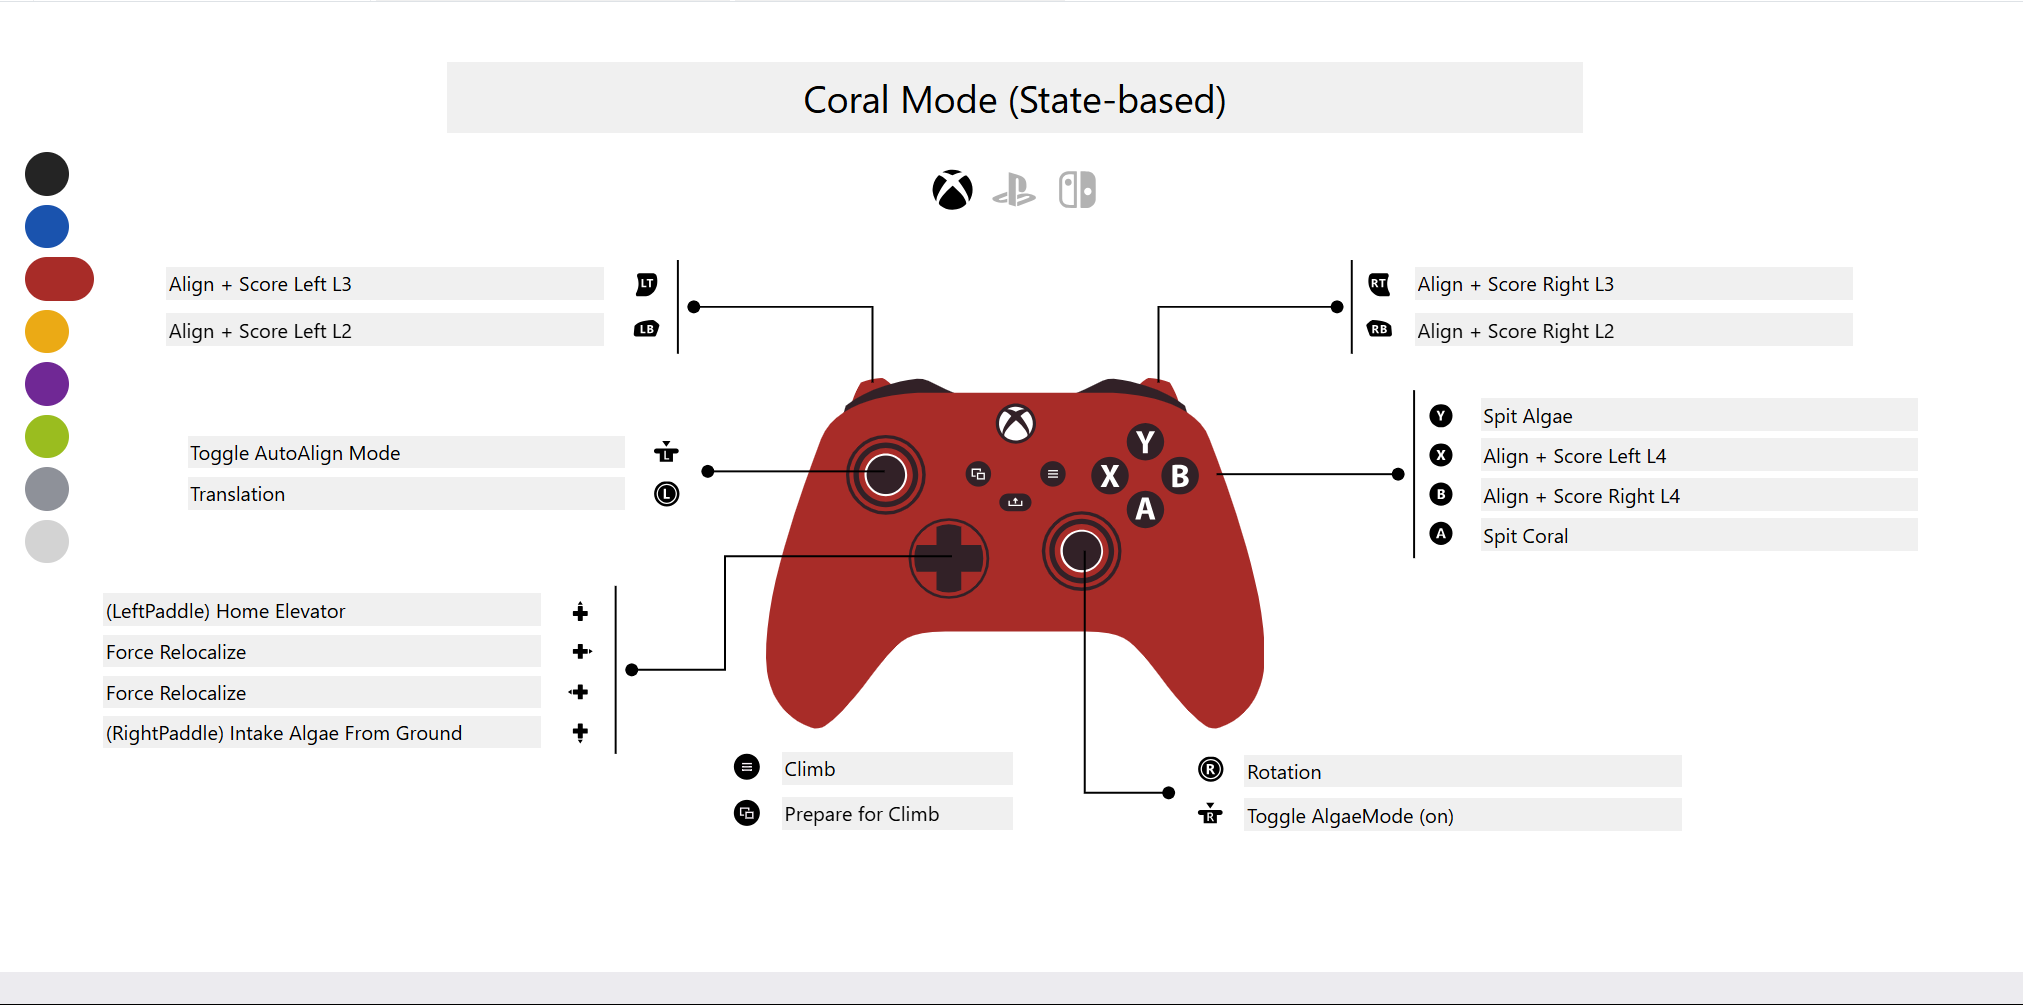 Coral Mode (State-based)
LT Align + Score Left L3
LB Align + Score Left L2
RT Align + Score Right L3
RB Align + Score Right L2
Toggle AutoAlign Mode L
Translation L
Y Spit Algae
X Align + Score Left L4
B Align + Score Right L4
A Spit Coral
Y
X B
A
(LeftPaddle) Home Elevator
Force Relocalize
Force Relocalize
(RightPaddle) Intake Algae From Ground
Climb
Prepare for Climb
R Rotation
R Toggle AlgaeMode (on)